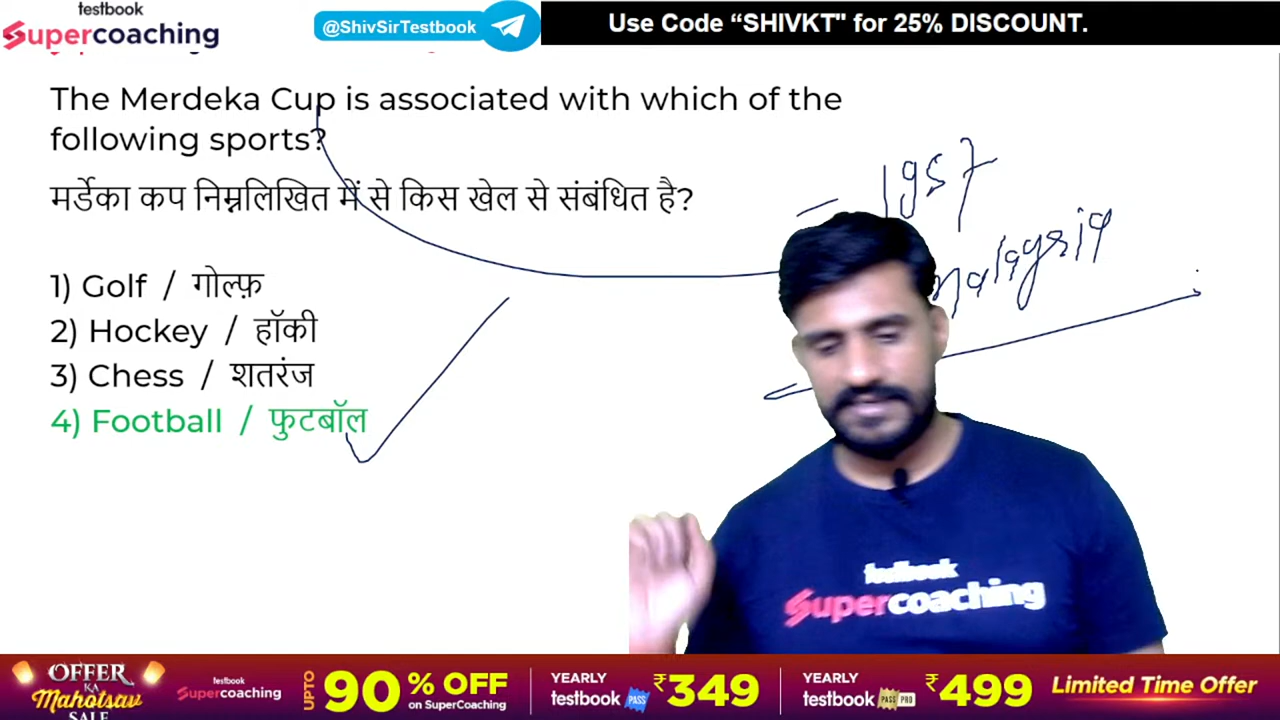 testbook
Supercoaching
@ShivSirTestbook
Use Code “SHIVKT" for 25% DISCOUNT.
The Merdeka Cup is associated with which of the
following sports?
मर्डेका कप निम्नलिखित में से किस खेल से संबंधित है?
1) Golf / गोल्फ़
2) Hockey / हॉकी
3) Chess / शतरंज
4) Football / फुटबॉल
= 1957
malaysia
testbook
Supercoaching
OFFER
KA
MAHOTSAV
SALE
testbook
Supercoaching
UPTO
90% OFF
on SuperCoaching
YEARLY
testbook PASS
₹349
YEARLY
testbook PASS PRO
₹499
Limited Time Offer